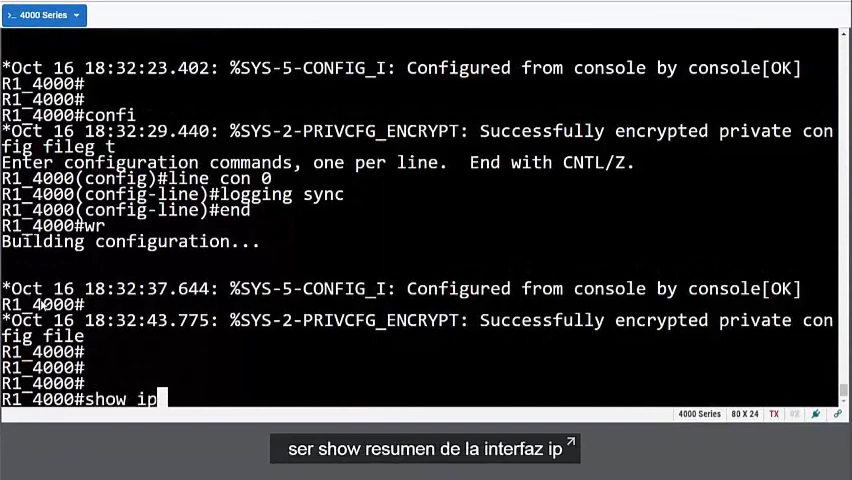 4000 Series
*Oct 16 18:32:23.402: %SYS-5-CONFIG_I: Configured from console by console[OK]
R1_4000#
R1_4000#
R1_4000#confi
*Oct 16 18:32:29.440: %SYS-2-PRIVCFG_ENCRYPT: Successfully encrypted private con
fig fileg t
Enter configuration commands, one per line.  End with CNTL/Z.
R1_4000(config)#line con 0
R1_4000(config-line)#logging sync
R1_4000(config-line)#end
R1_4000#wr
Building configuration...
*Oct 16 18:32:37.644: %SYS-5-CONFIG_I: Configured from console by console[OK]
R1_4000#
*Oct 16 18:32:43.775: %SYS-2-PRIVCFG_ENCRYPT: Successfully encrypted private con
fig file
R1_4000#
R1_4000#
R1_4000#
R1_4000#show ip
4000 Series 80 X 24 TX RX
ser show resumen de la interfaz ip